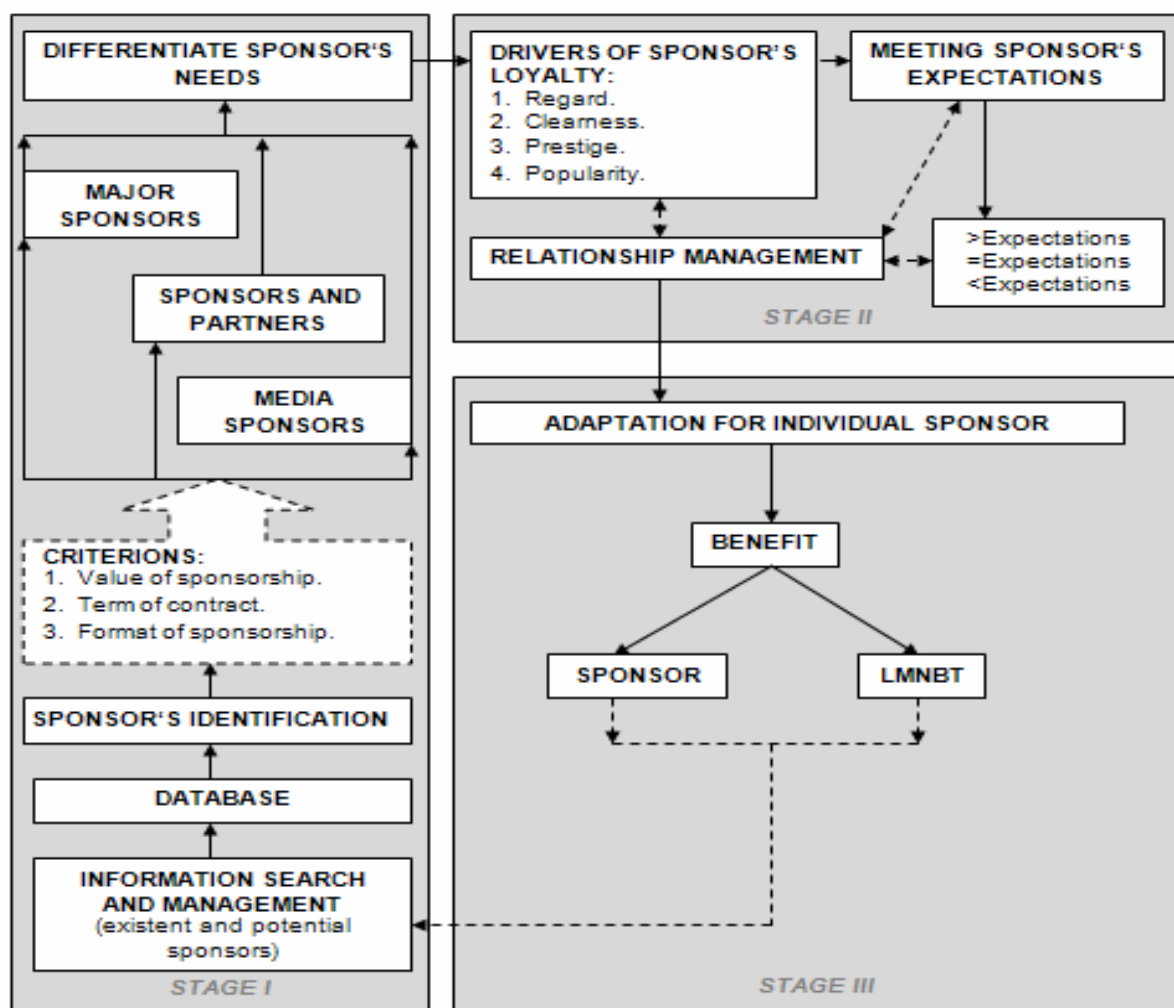 DIFFERENTIATE SPONSOR‘S
NEEDS
MAJOR
SPONSORS
SPONSORS AND
PARTNERS
MEDIA
SPONSORS
CRITERIONS:
1. Value of sponsorship.
2. Term of contract.
3. Format of sponsorship.
SPONSOR‘S IDENTIFICATION
DATABASE
INFORMATION SEARCH
AND MANAGEMENT
(existent and potential
sponsors)
STAGE I
DRIVERS OF SPONSOR’S
LOYALTY:
1. Regard.
2. Clearness.
3. Prestige.
4. Popularity.
MEETING SPONSOR’S
EXPECTATIONS
RELATIONSHIP MANAGEMENT
>Expectations
=Expectations
<Expectations
STAGE II
ADAPTATION FOR INDIVIDUAL SPONSOR
BENEFIT
SPONSOR
LMNBT
STAGE III